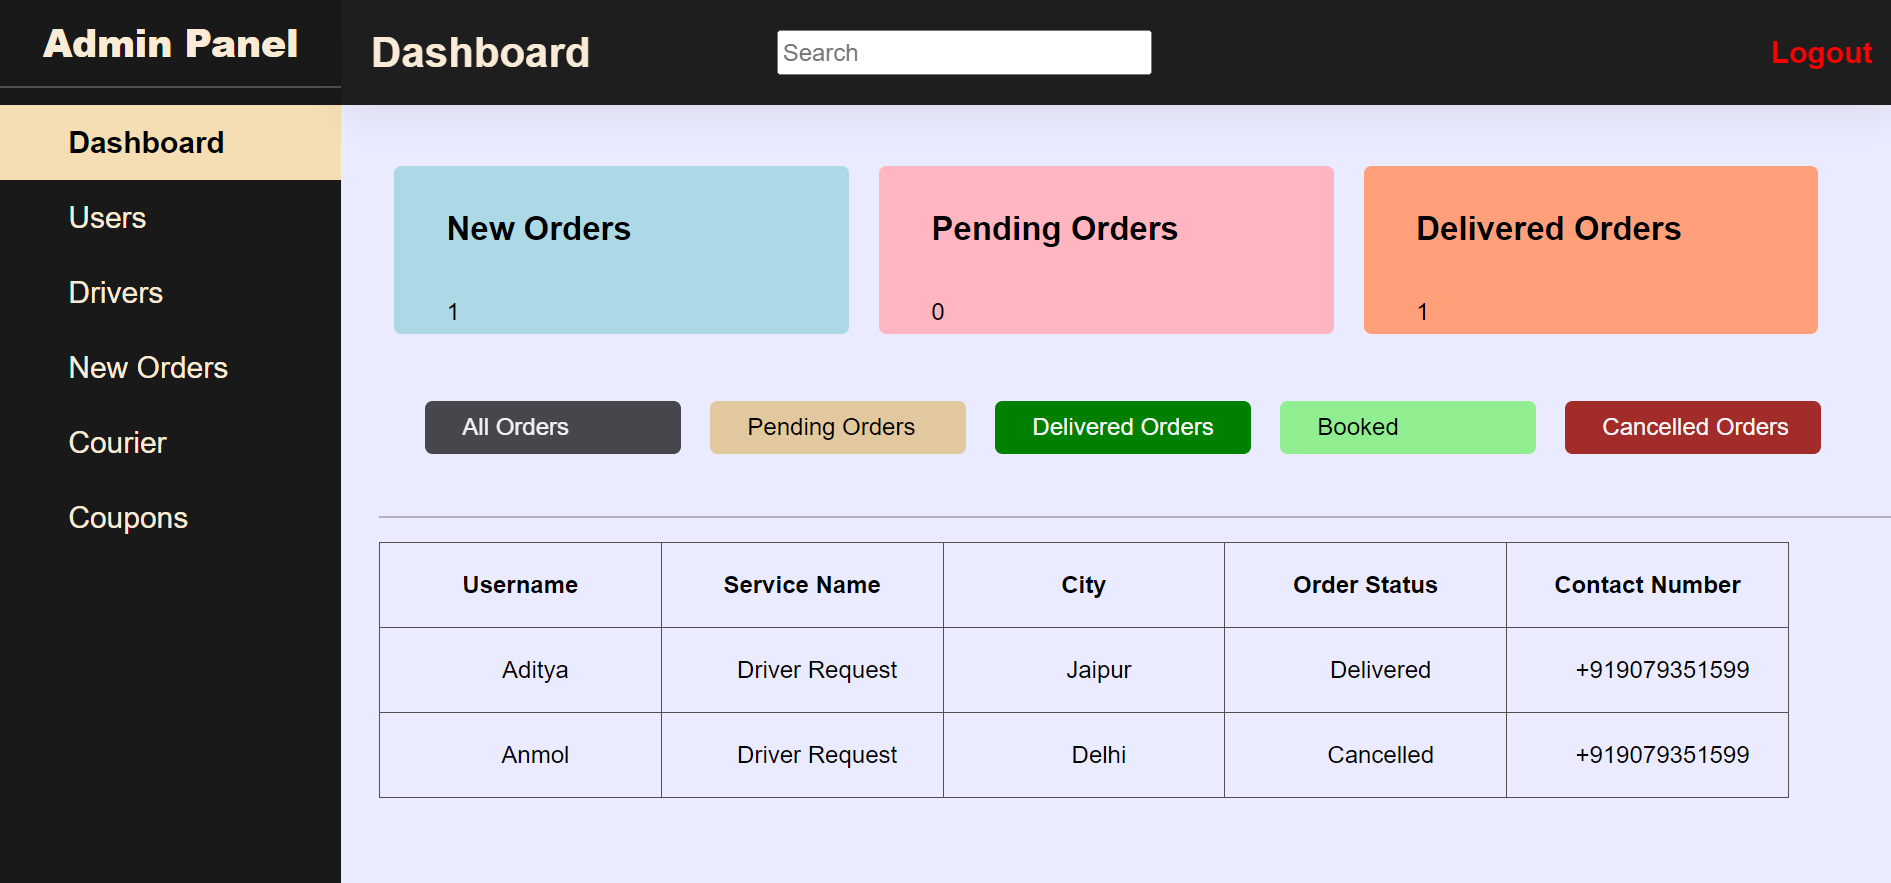 Admin Panel
Dashboard
Search
Logout
Dashboard
Users
Drivers
New Orders
Courier
Coupons
New Orders
1
Pending Orders
0
Delivered Orders
1
All Orders
Pending Orders
Delivered Orders
Booked
Cancelled Orders
Username Service Name City Order Status Contact Number
Aditya Driver Request Jaipur Delivered +919079351599
Anmol Driver Request Delhi Cancelled +919079351599